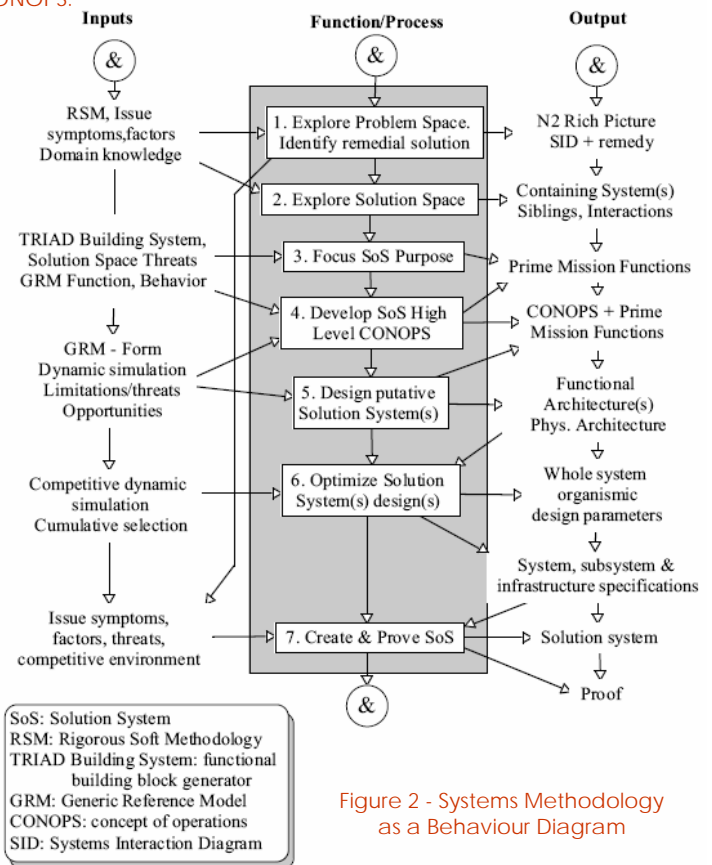 CONOPS.
Inputs
Function/Process
Output
&
&
&
RSM, Issue
symptoms,factors
Domain knowledge
1. Explore Problem Space.
Identify remedial solution
N2 Rich Picture
SID + remedy
2. Explore Solution Space
Containing System(s)
Siblings, Interactions
TRIAD Building System,
Solution Space Threats
GRM Function, Behavior
3. Focus SoS Purpose
Prime Mission Functions
4. Develop SoS High
Level CONOPS
CONOPS + Prime
Mission Functions
GRM - Form
Dynamic simulation
Limitations/threats
Opportunities
5. Design putative
Solution System(s)
Functional
Architecture(s)
Phys. Architecture
Competitive dynamic
simulation
Cumulative selection
6. Optimize Solution
System(s) design(s)
Whole system
organismic
design parameters
System, subsystem &
infrastructure specifications
Issue symptoms,
factors, threats,
competitive environment
7. Create & Prove SoS
Solution system
Proof
&
SoS: Solution System
RSM: Rigorous Soft Methodology
TRIAD Building System: functional
building block generator
GRM: Generic Reference Model
CONOPS: concept of operations
SID: Systems Interaction Diagram
Figure 2 - Systems Methodology
as a Behaviour Diagram